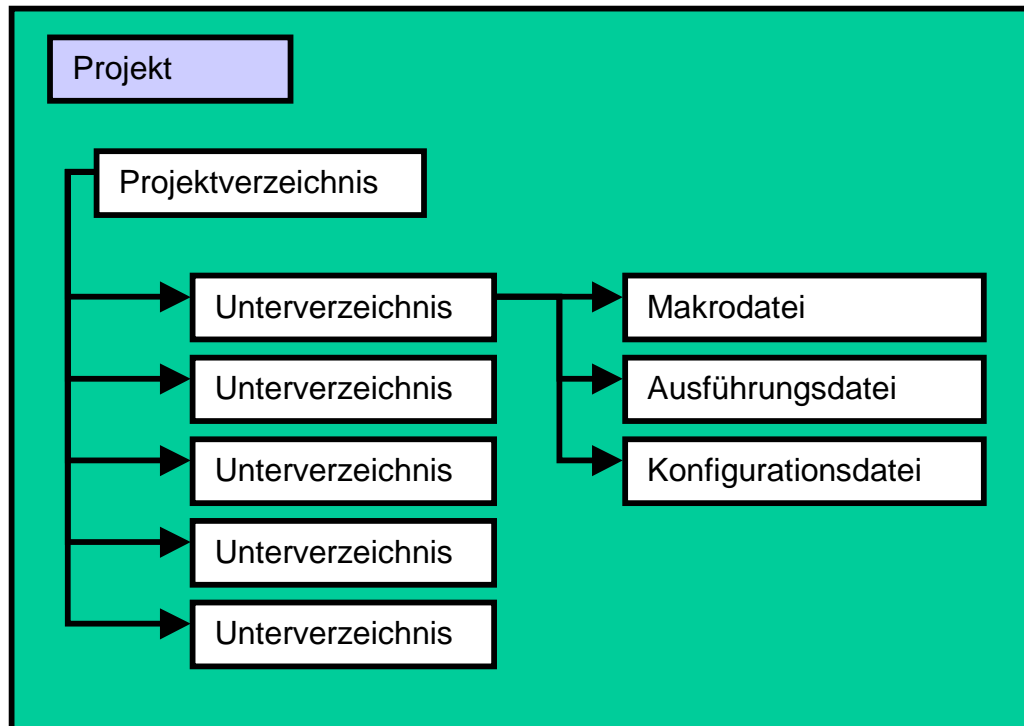 Projekt
Projektverzeichnis
Unterverzeichnis
Makrodatei
Unterverzeichnis
Ausführungsdatei
Unterverzeichnis
Konfigurationsdatei
Unterverzeichnis
Unterverzeichnis